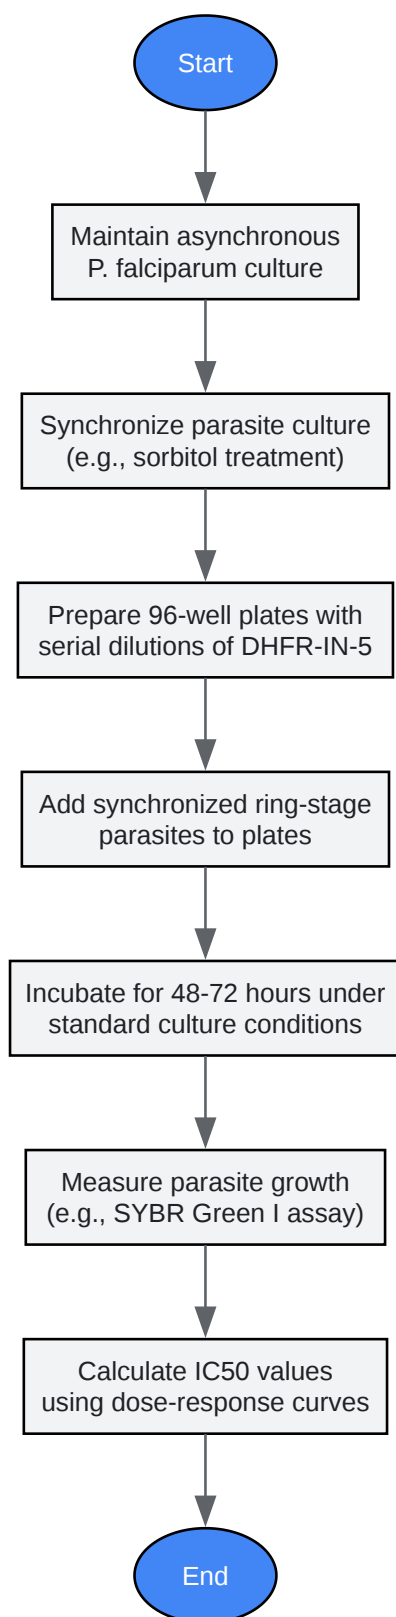 Start
Maintain asynchronous
P. falciparum culture
Synchronize parasite culture
(e.g., sorbitol treatment)
Prepare 96-well plates with
serial dilutions of DHFR-IN-5
Add synchronized ring-stage
parasites to plates
Incubate for 48-72 hours under
standard culture conditions
Measure parasite growth
(e.g., SYBR Green I assay)
Calculate IC50 values
using dose-response curves
End